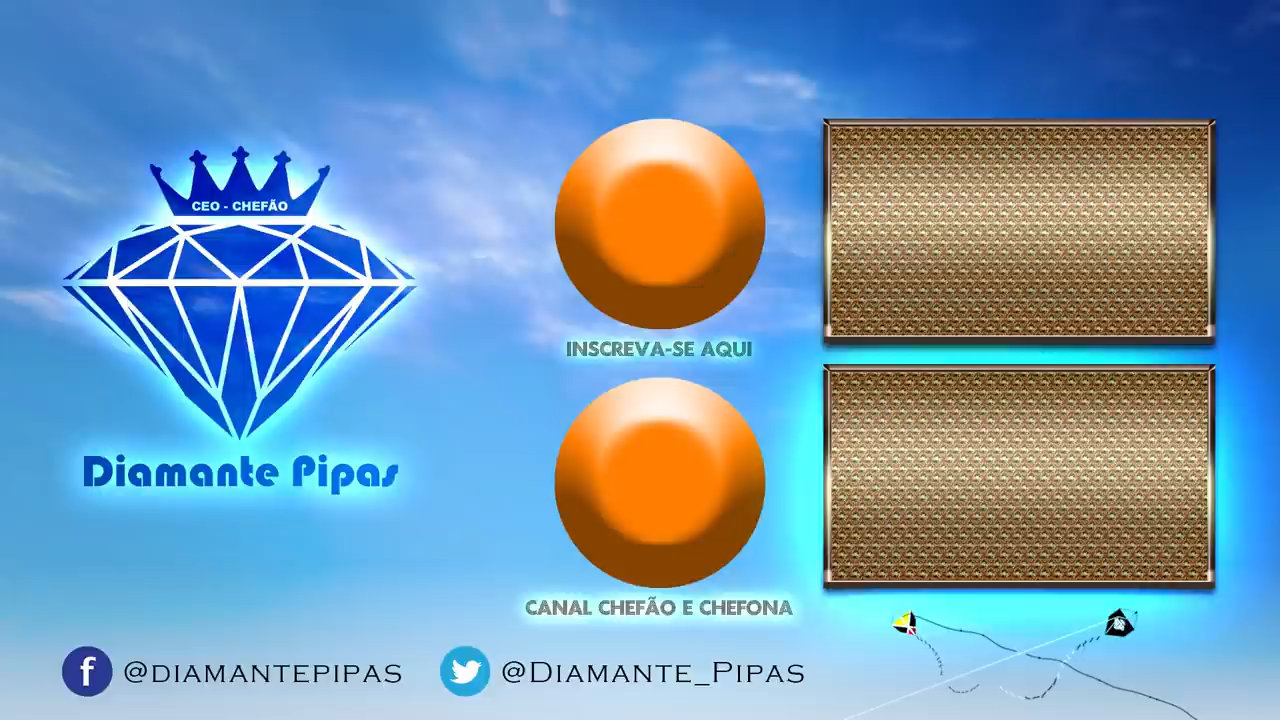 CEO - CHEFÃO
Diamante Pipas
INSCREVA-SE AQUI
CANAL CHEFÃO E CHEFONA
f @DIAMANTEPIPAS
@DIAMANTE_PIPAS